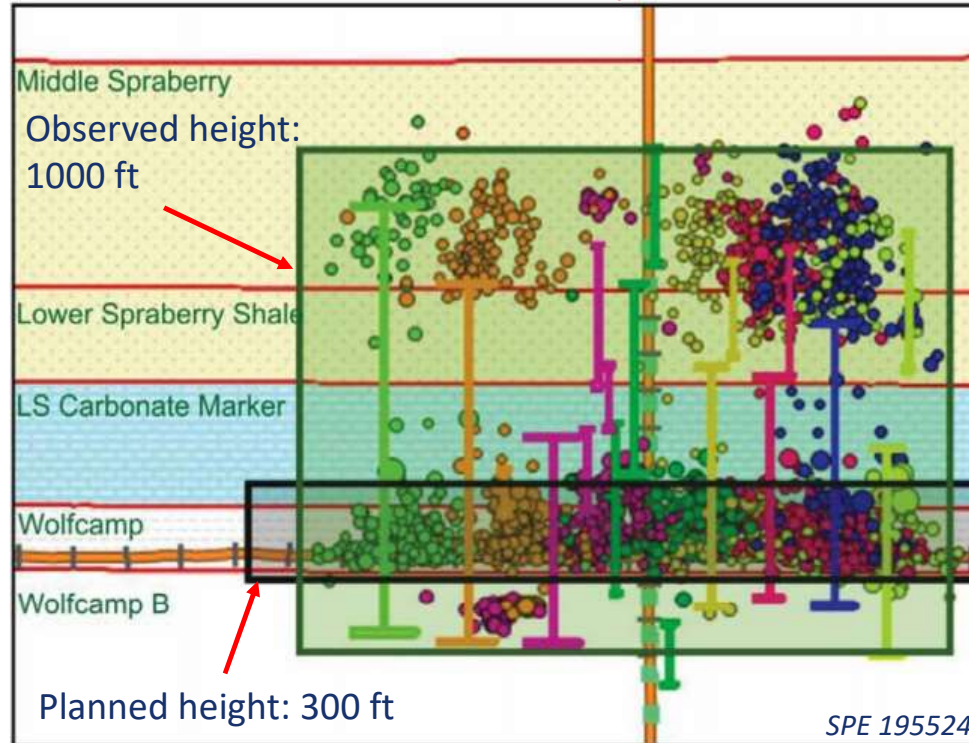 Middle Spraberry
Observed height:
1000 ft
Lower Spraberry Shale
LS Carbonate Marker
Wolfcamp
Wolfcamp B
Planned height: 300 ft
SPE 195524